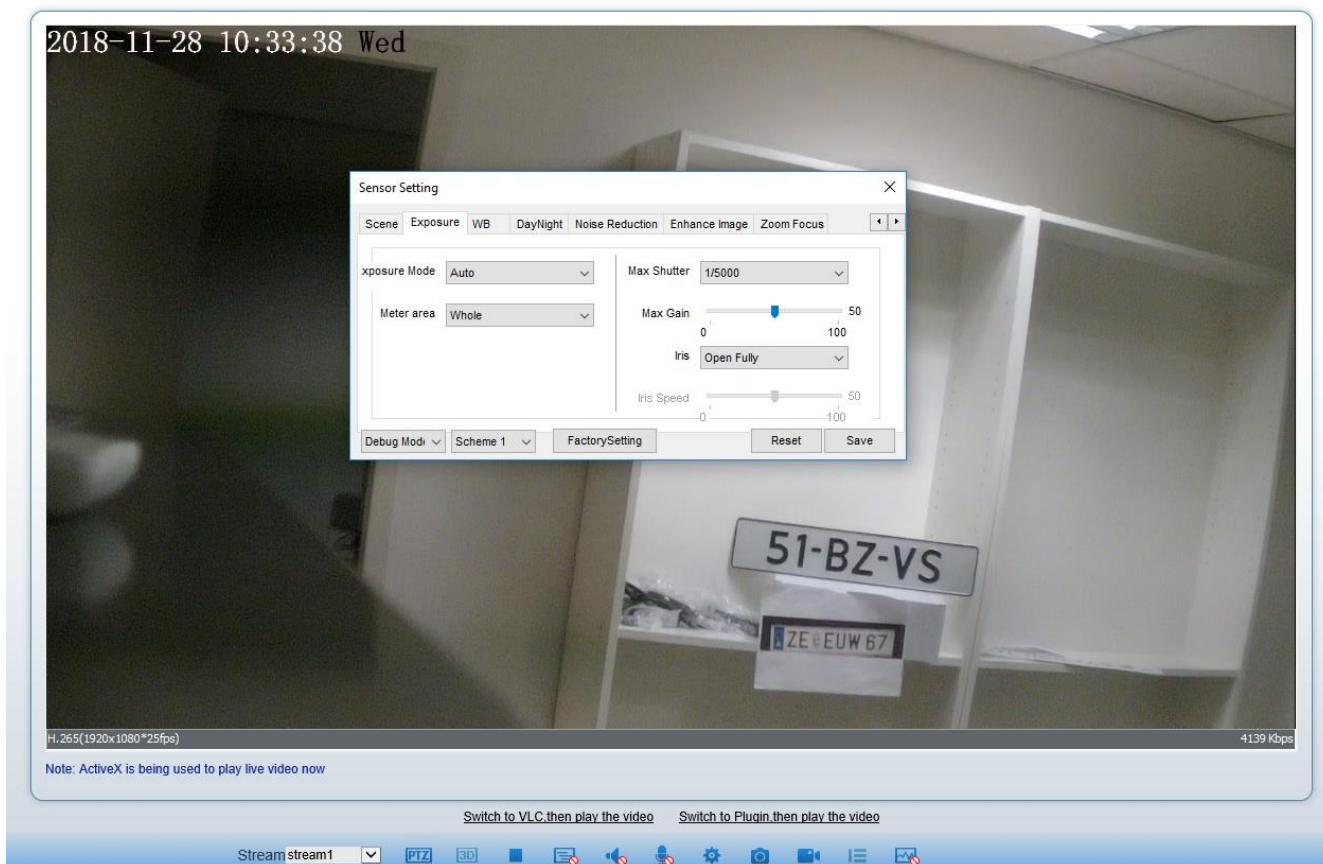 2018-11-28 10:33:38 Wed
Sensor Setting
Scene Exposure WB DayNight Noise Reduction Enhance Image Zoom Focus
xposure Mode Auto Max Shutter 1/5000
Meter area Whole Max Gain 50
0 100
Iris Open Fully
Iris Speed 50
0 100
Debug Mode Scheme 1 FactorySetting Reset Save
51-BZ-VS
ZE EUW 67
H.265(1920x1080*25fps) 4139 Kbps
Note: ActiveX is being used to play live video now
Switch to VLC,then play the video Switch to Plugin,then play the video
Stream stream1 PTZ 3D